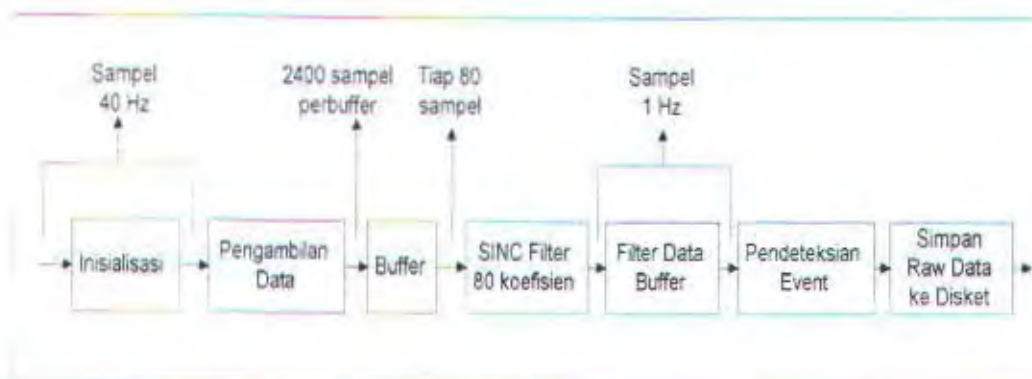 Sampel
40 Hz
2400 sampel
perbuffer
Tiap 80
sampel
Sampel
1 Hz
Inisialisasi
Pengambilan
Data
Buffer
SINC Filter
80 koefisien
Filter Data
Buffer
Pendeteksian
Event
Simpan
Raw Data
ke Disket